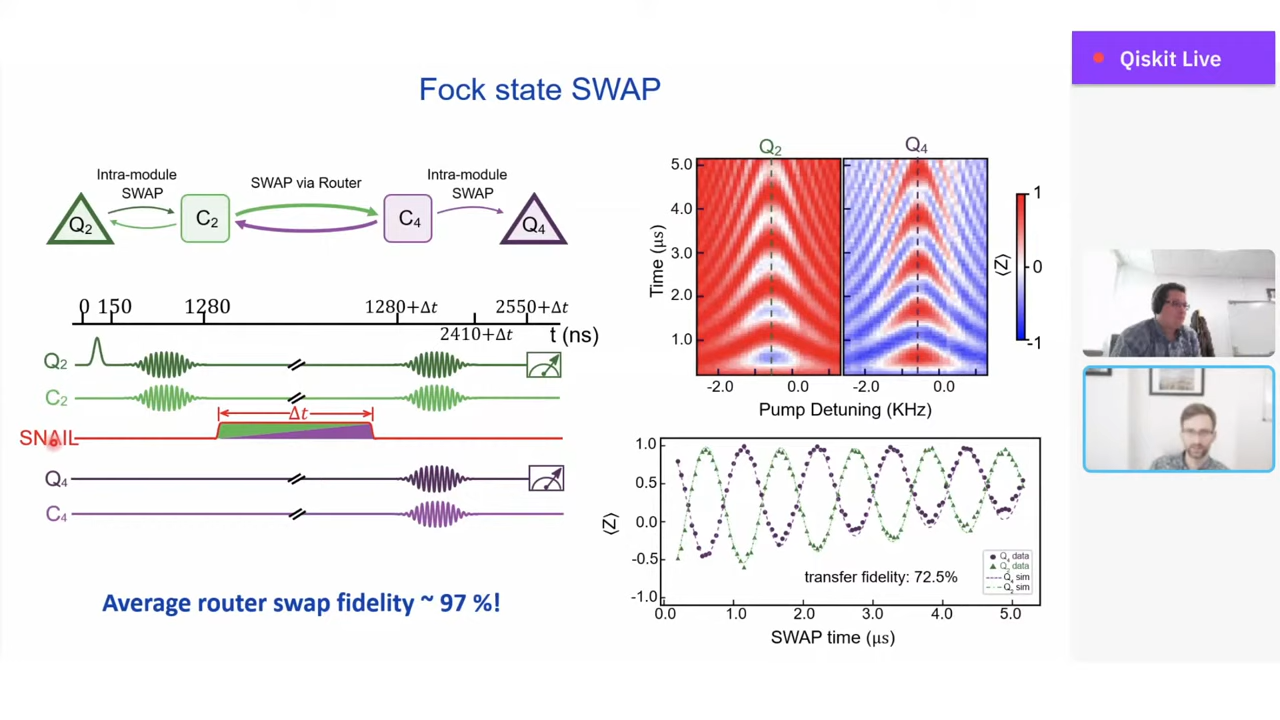 Qiskit Live
Fock state SWAP
Intra-module
SWAP
SWAP via Router
Intra-module
SWAP
Q2
C2
C4
Q4
0 150
1280
1280+Δt
2550+Δt
2410+Δt
t (ns)
Q2
C2
Δt
SNAIL
Q4
C4
Average router swap fidelity ~ 97 %!
Q2
Q4
5.0
4.0
3.0
2.0
1.0
Time (μs)
-2.0
0.0
-2.0
0.0
Pump Detuning (KHz)
1
0
-1
⟨Z⟩
1.0
0.5
0.0
-0.5
-1.0
⟨Z⟩
transfer fidelity: 72.5%
Q4 data
Q2 data
Q4 sim
Q2 sim
0.0
1.0
2.0
3.0
4.0
5.0
SWAP time (μs)